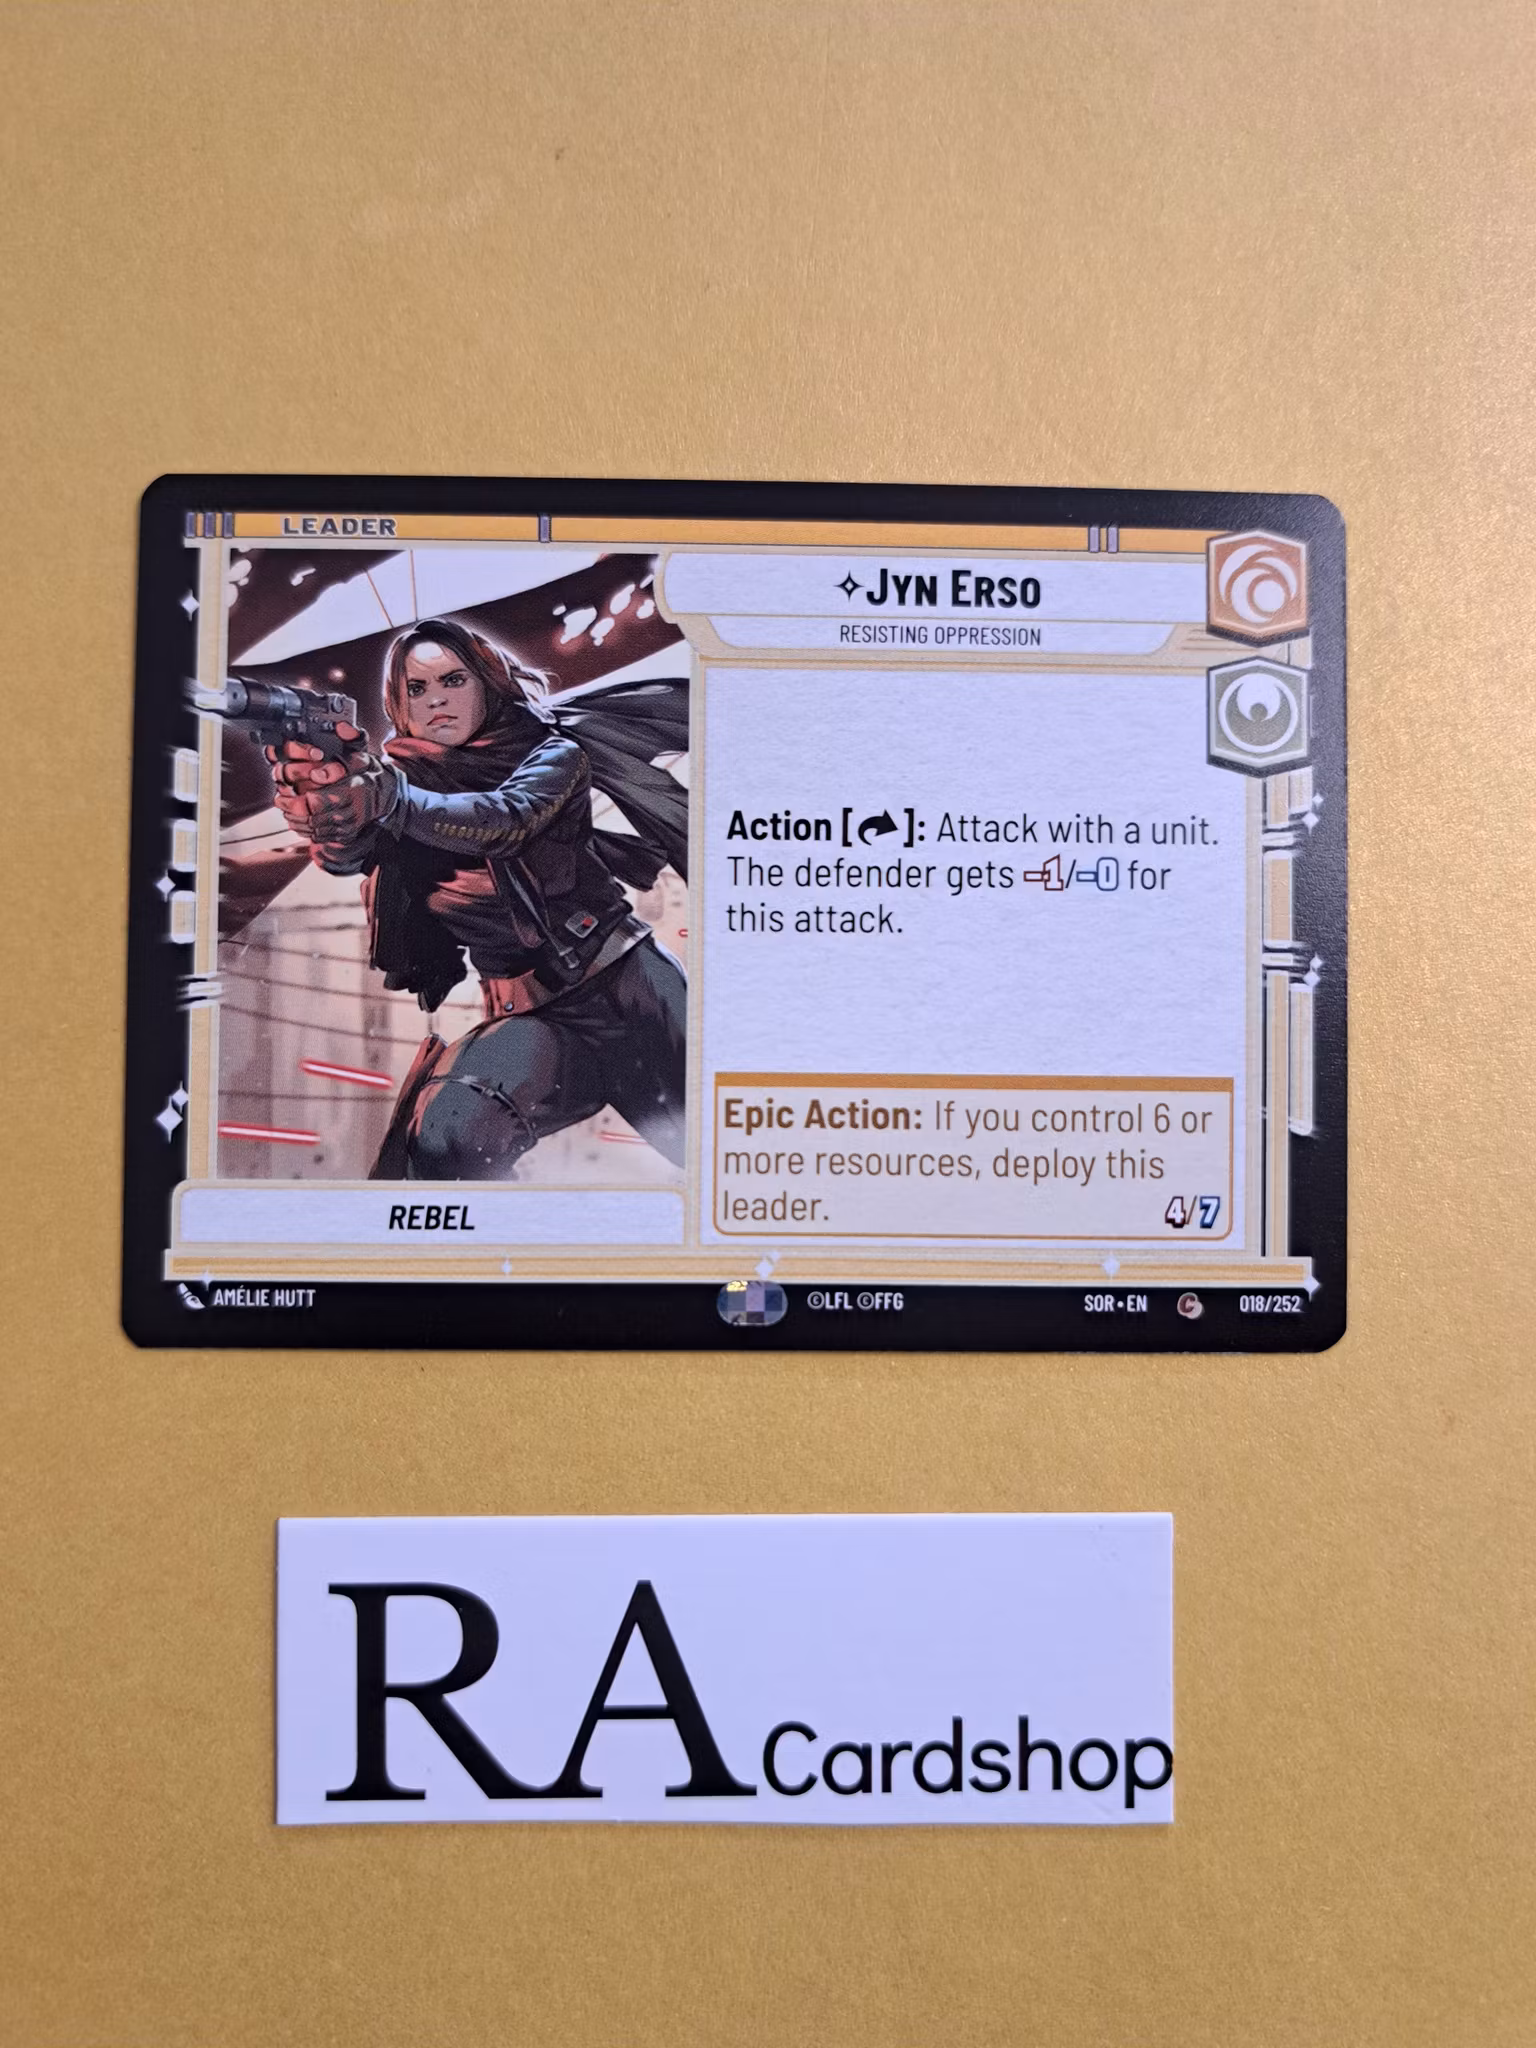 LEADER
JYN ERSO
RESISTING OPPRESSION
Action [ ]: Attack with a unit.
The defender gets -1/-0 for
this attack.
Epic Action: If you control 6 or
more resources, deploy this
leader.
4/7
REBEL
AMÉLIE HUTT
©LFL ©FFG
SOR • EN
C
018/252
RA Cardshop